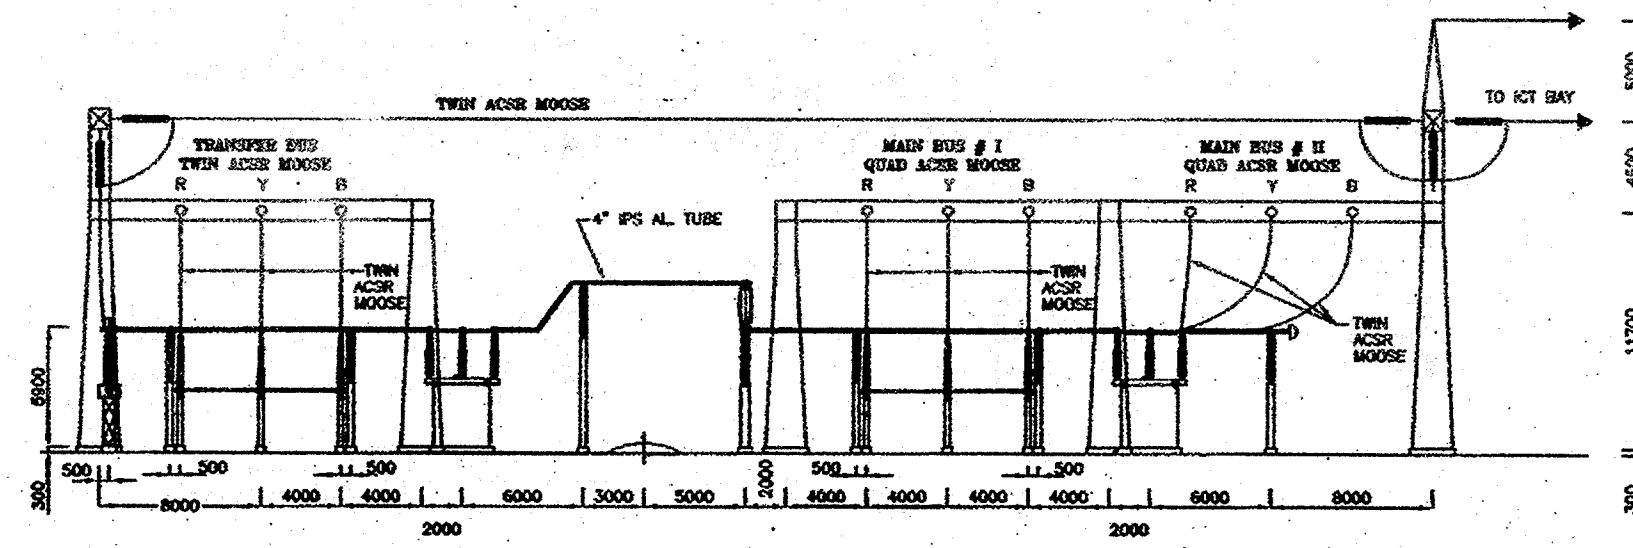 TWIN ACSR MOOSE
TO ICT BAY
5000
TRANSFER BUS
TWIN ACSR MOOSE
R Y B
MAIN BUS # I
QUAD ACSR MOOSE
R Y B
MAIN BUS # II
QUAD ACSR MOOSE
R Y B
4500
4" IPS AL. TUBE
TWIN
ACSR
MOOSE
TWIN
ACSR
MOOSE
TWIN
ACSR
MOOSE
11700
5900
500 500 500 500 500
300
8000 4000 4000 6000 3000 5000 2000 4000 4000 4000 4000 6000 8000
300
2000 2000